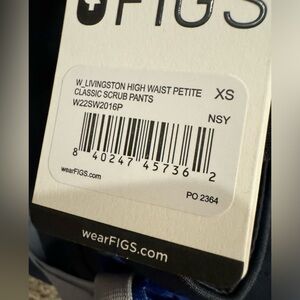 FIGS
W_LIVINGSTON HIGH WAIST PETITE XS
CLASSIC SCRUB PANTS
W22SW2016P
NSY
8 40247 45736 2
wearFIGS.com
PO 2364
wearFIGS.com